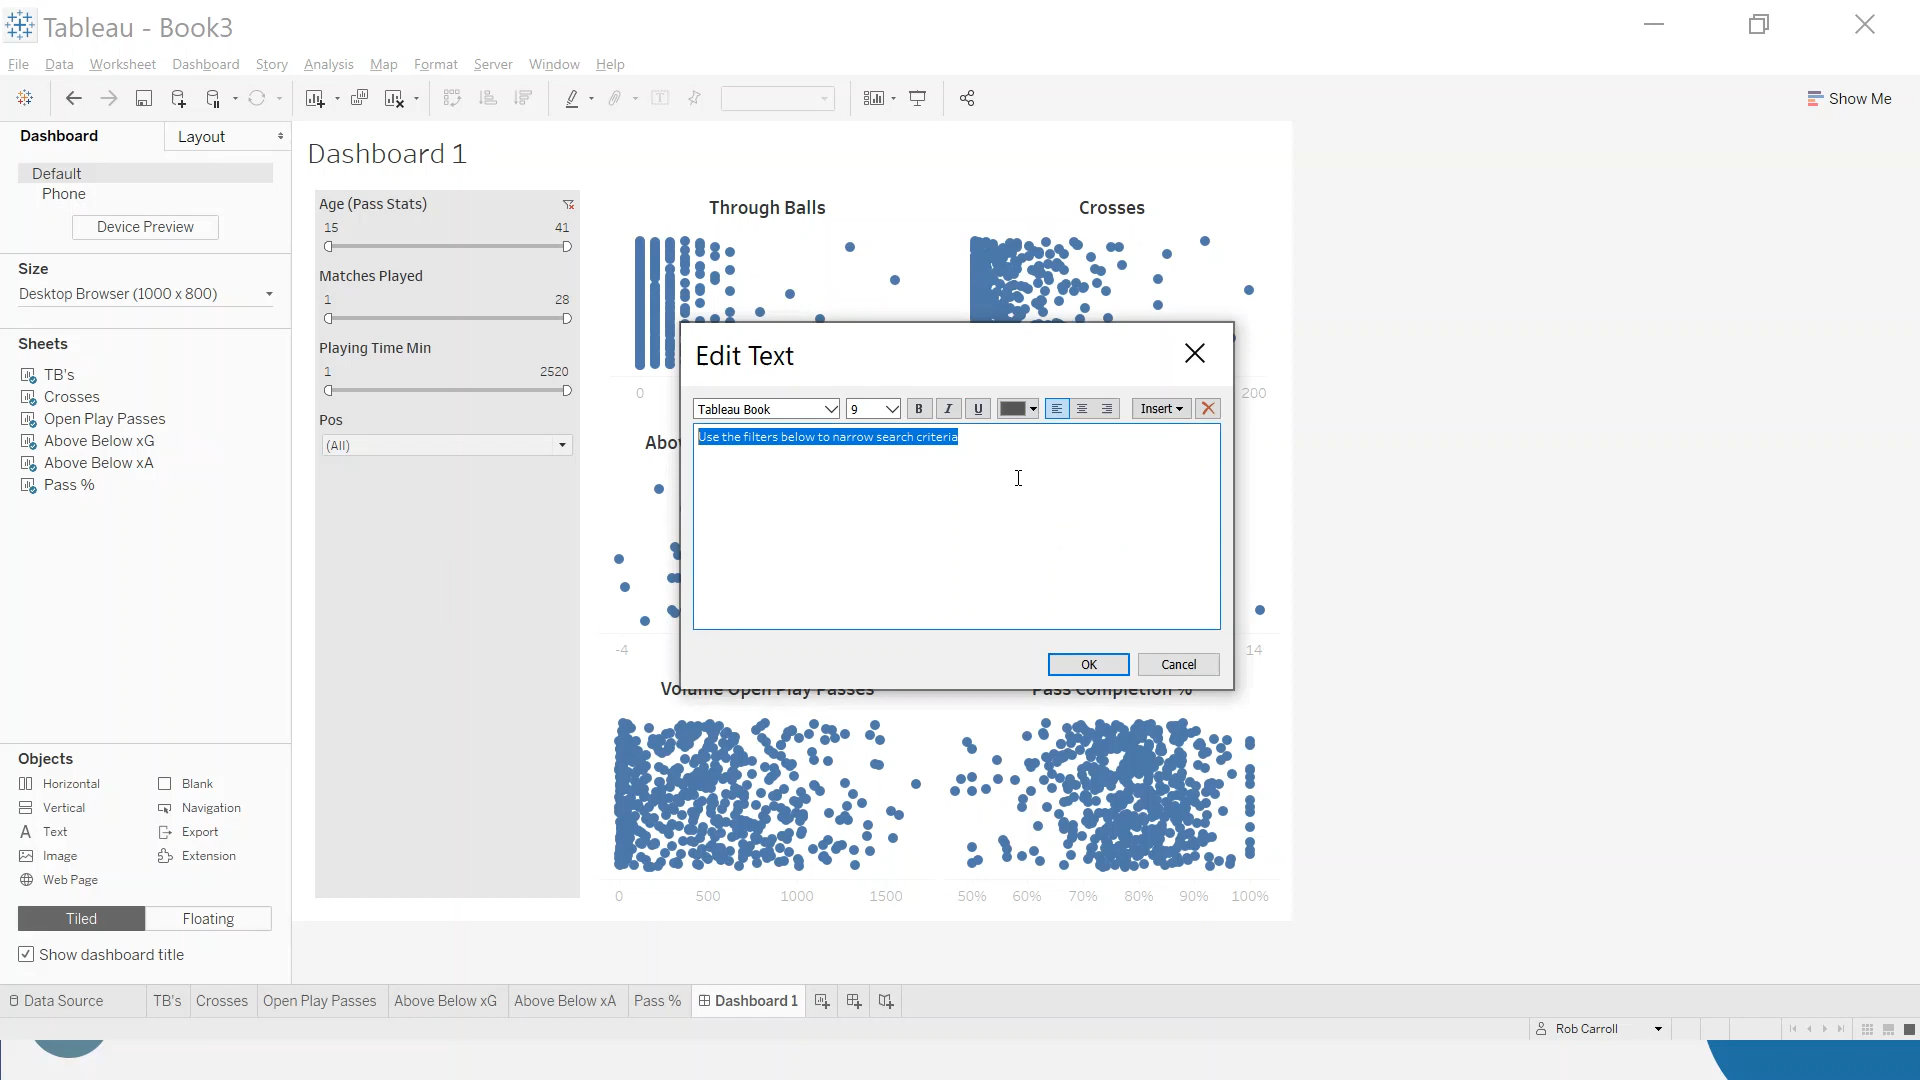 Tableau - Book3
File Data Worksheet Dashboard Story Analysis Map Format Server Window Help
Show Me
Dashboard
Layout
Default
Phone
Device Preview
Size
Desktop Browser (1000 x 800)
Sheets
TB's
Crosses
Open Play Passes
Above Below xG
Above Below xA
Pass %
Objects
Horizontal
Blank
Vertical
Navigation
Text
Export
Image
Extension
Web Page
Tiled
Floating
Show dashboard title
Dashboard 1
Age (Pass Stats)
15 41
Matches Played
1 28
Playing Time Min
1 2520
Pos
(All)
Through Balls
0
Crosses
200
Abo
-4
14
Edit Text
Tableau Book
9
B I U
Insert
Use the filters below to narrow search criteria
OK
Cancel
Volume Open Play Passes
0 500 1000 1500
Pass Completion %
50% 60% 70% 80% 90% 100%
Data Source
TB's
Crosses
Open Play Passes
Above Below xG
Above Below xA
Pass %
Dashboard 1
Rob Carroll